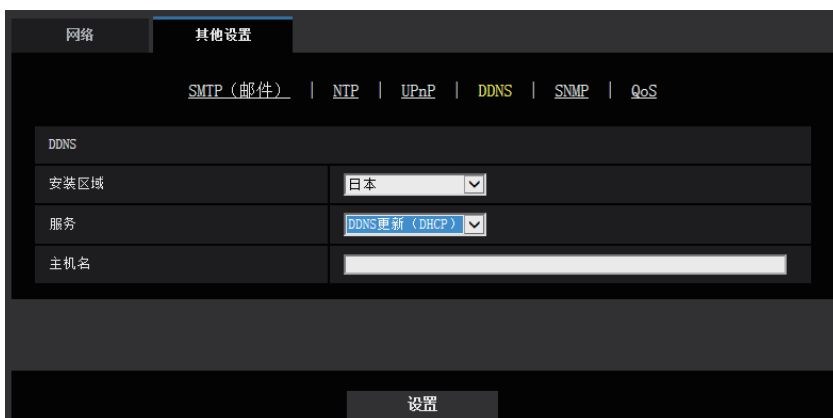 网络 其他设置
SMTP（邮件） | NTP | UPnP | DDNS | SNMP | QoS
DDNS
安装区域 日本
服务 DDNS更新（DHCP）
主机名
设置